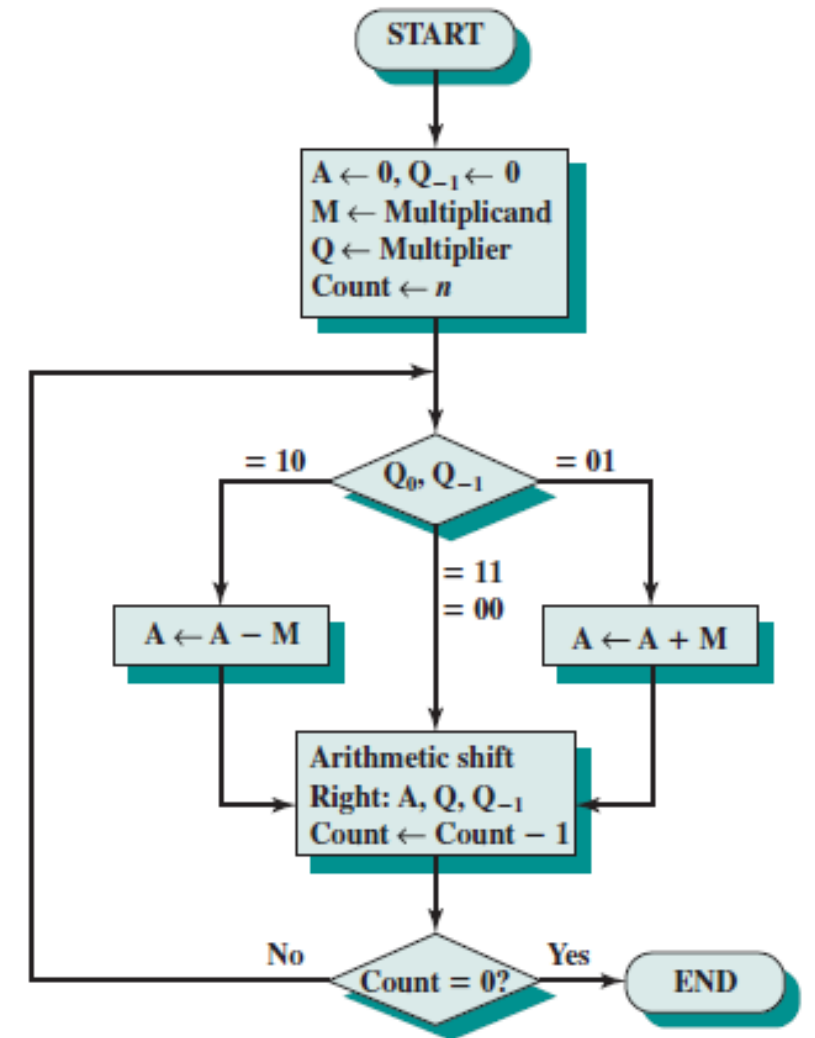 START
A ← 0, Q₋₁ ← 0
M ← Multiplicand
Q ← Multiplier
Count ← n
= 10
Q₀, Q₋₁
= 01
= 11
= 00
A ← A − M
A ← A + M
Arithmetic shift
Right: A, Q, Q₋₁
Count ← Count − 1
No
Count = 0?
Yes
END